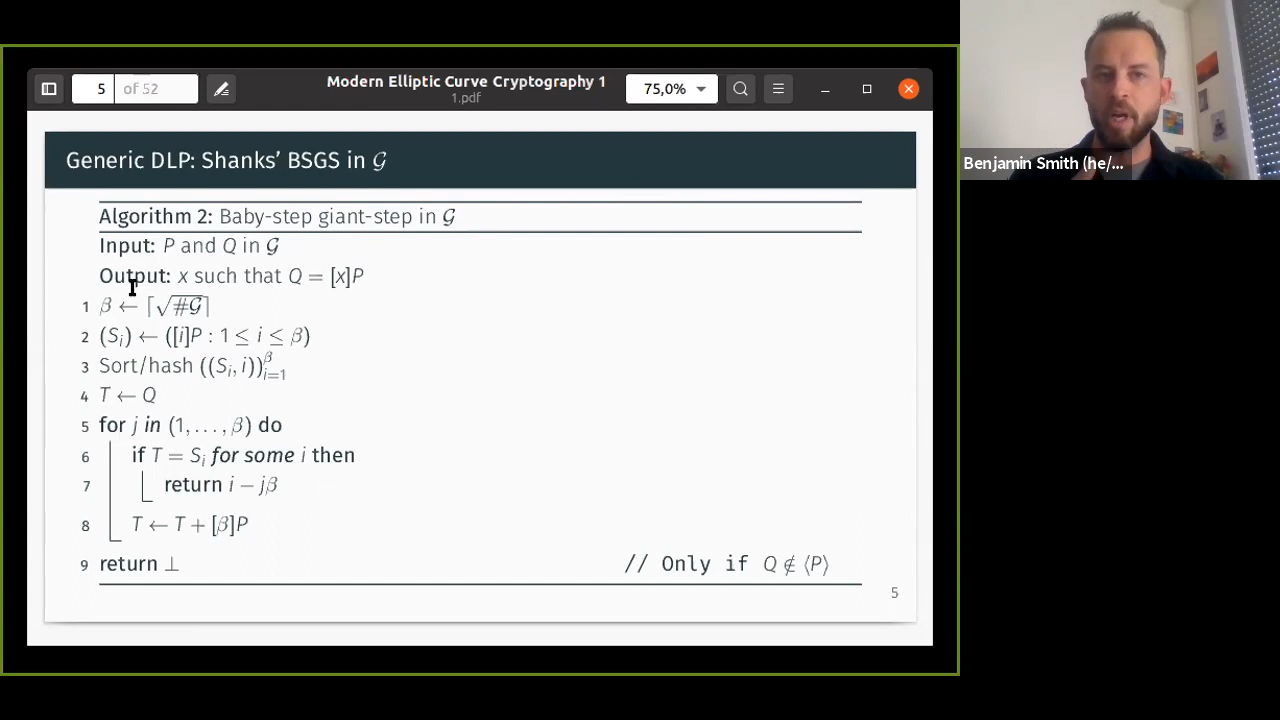 5 of 52
Modern Elliptic Curve Cryptography 1
1.pdf
75,0%
Benjamin Smith (he/...
Generic DLP: Shanks' BSGS in 𝒢
Algorithm 2: Baby-step giant-step in 𝒢
Input: P and Q in 𝒢
Output: x such that Q = [x]P
1 β ← ⌈√#𝒢⌉
2 (Sᵢ) ← ([i]P : 1 ≤ i ≤ β)
3 Sort/hash ((Sᵢ, i))ᵝᵢ₌₁
4 T ← Q
5 for j in (1, . . . , β) do
6 if T = Sᵢ for some i then
7 return i − jβ
8 T ← T + [β]P
9 return ⊥ // Only if Q ∉ ⟨P⟩
5